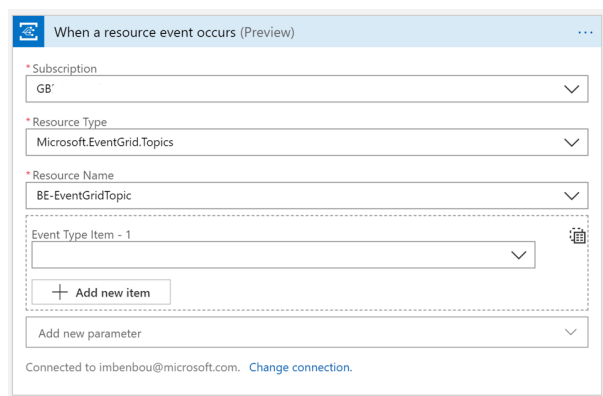 When a resource event occurs (Preview)
* Subscription
GB'
* Resource Type
Microsoft.EventGrid.Topics
* Resource Name
BE-EventGridTopic
Event Type Item - 1
Add new item
Add new parameter
Connected to imbenbou@microsoft.com. Change connection.